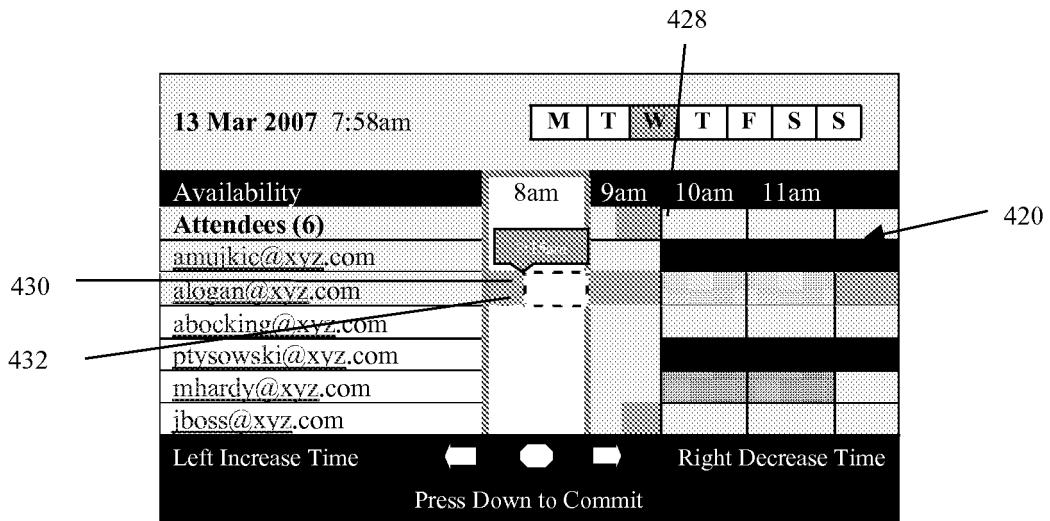 428
13 Mar 2007 7:58am M T W T F S S
Availability 8am 9am 10am 11am
Attendees (6)
420
amujkic@xyz.com
430
alogan@xyz.com
abocking@xyz.com
432
ptysowski@xyz.com
mhardy@xyz.com
jboss@xyz.com
Left Increase Time Right Decrease Time
Press Down to Commit